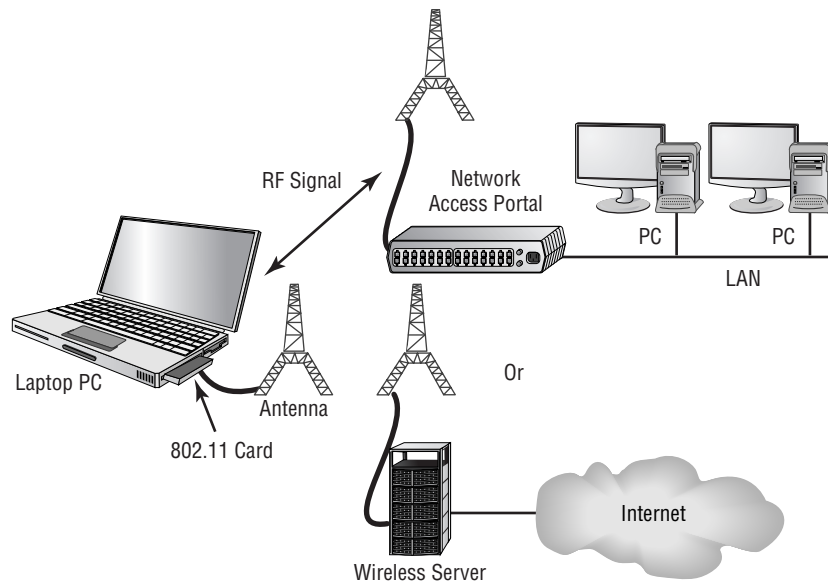 RF Signal
Network
Access Portal
PC
PC
LAN
Laptop PC
Antenna
Or
802.11 Card
Internet
Wireless Server